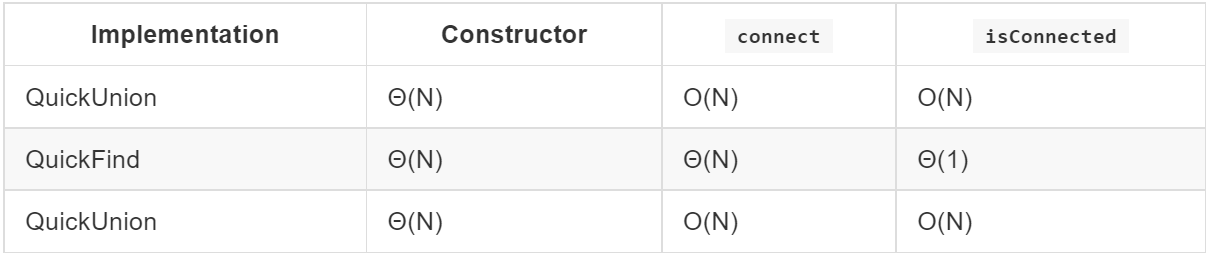 Implementation Constructor connect isConnected
QuickUnion Θ(N) O(N) O(N)
QuickFind Θ(N) Θ(N) Θ(1)
QuickUnion Θ(N) O(N) O(N)